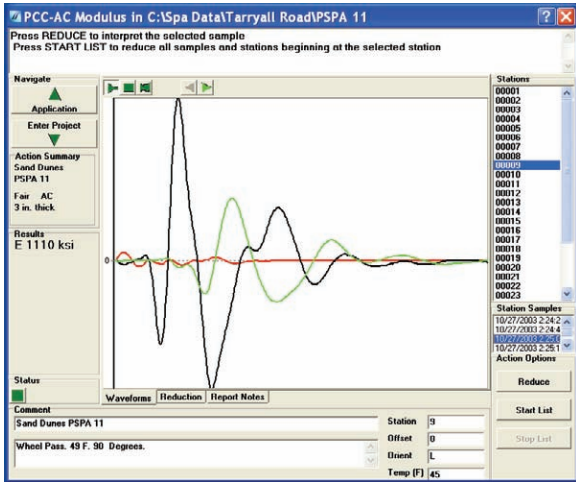 PCC-AC Modulus in C:\Spa Data\Tarryall Road\PSPA 11
Press REDUCE to interpret the selected sample
Press START LIST to reduce all samples and stations beginning at the selected station
Navigate
Application
Enter Project
Action Summary
Sand Dunes
PSPA 11
Fair AC
3 in. thick
Results
E 1110 ksi
Status
0
Waveforms
Reduction
Report Notes
Stations
00001
00002
00003
00004
00005
00006
00007
00008
00009
00010
00011
00012
00013
00014
00015
00016
00017
00018
00019
00020
00021
00022
00023
Station Samples
10/27/2003 2:24:2
10/27/2003 2:24:4
10/27/2003 2:25:0
10/27/2003 2:25:1
Action Options
Reduce
Start List
Stop List
Comment
Sand Dunes PSPA 11
Wheel Pass. 49 F. 90 Degrees.
Station 9
Offset 0
Orient L
Temp (F) 45